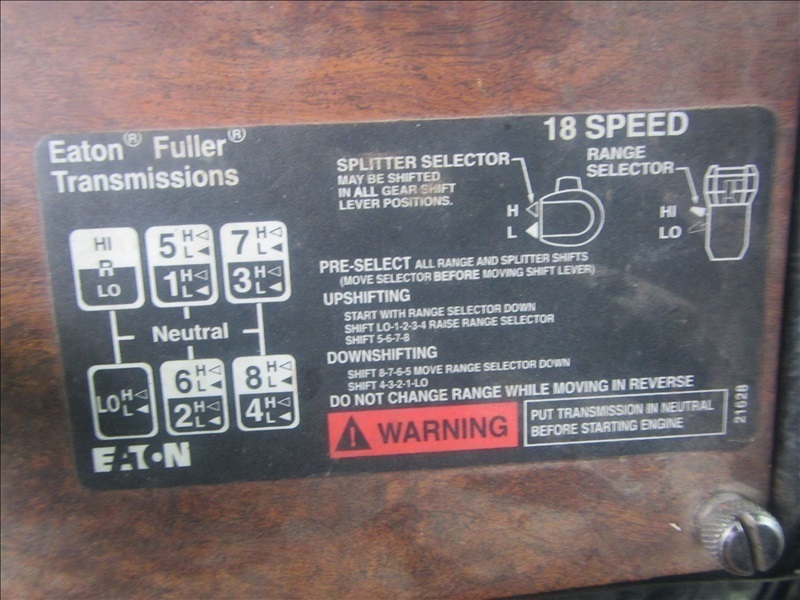 Eaton® Fuller®
Transmissions
HI
R
LO
5 H L
1 H L
7 H L
3 H L
Neutral
LO H L
6 H L
2 H L
8 H L
4 H L
EATON
18 SPEED
SPLITTER SELECTOR
MAY BE SHIFTED
IN ALL GEAR SHIFT
LEVER POSITIONS.
H
L
RANGE
SELECTOR
HI
LO
PRE-SELECT ALL RANGE AND SPLITTER SHIFTS
(MOVE SELECTOR BEFORE MOVING SHIFT LEVER)
UPSHIFTING
START WITH RANGE SELECTOR DOWN
SHIFT LO-1-2-3-4 RAISE RANGE SELECTOR
SHIFT 5-6-7-8
DOWNSHIFTING
SHIFT 8-7-6-5 MOVE RANGE SELECTOR DOWN
SHIFT 4-3-2-1-LO
DO NOT CHANGE RANGE WHILE MOVING IN REVERSE
WARNING
PUT TRANSMISSION IN NEUTRAL
BEFORE STARTING ENGINE
21628